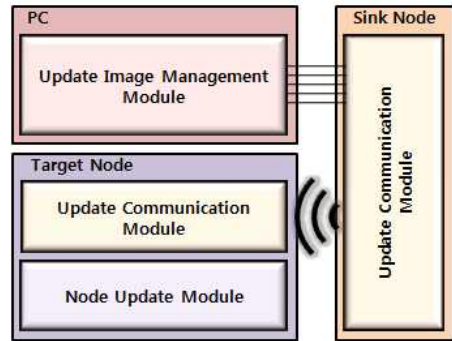 PC
Update Image Management
Module
Target Node
Update Communication
Module
Node Update Module
Sink Node
Update Communication
Module